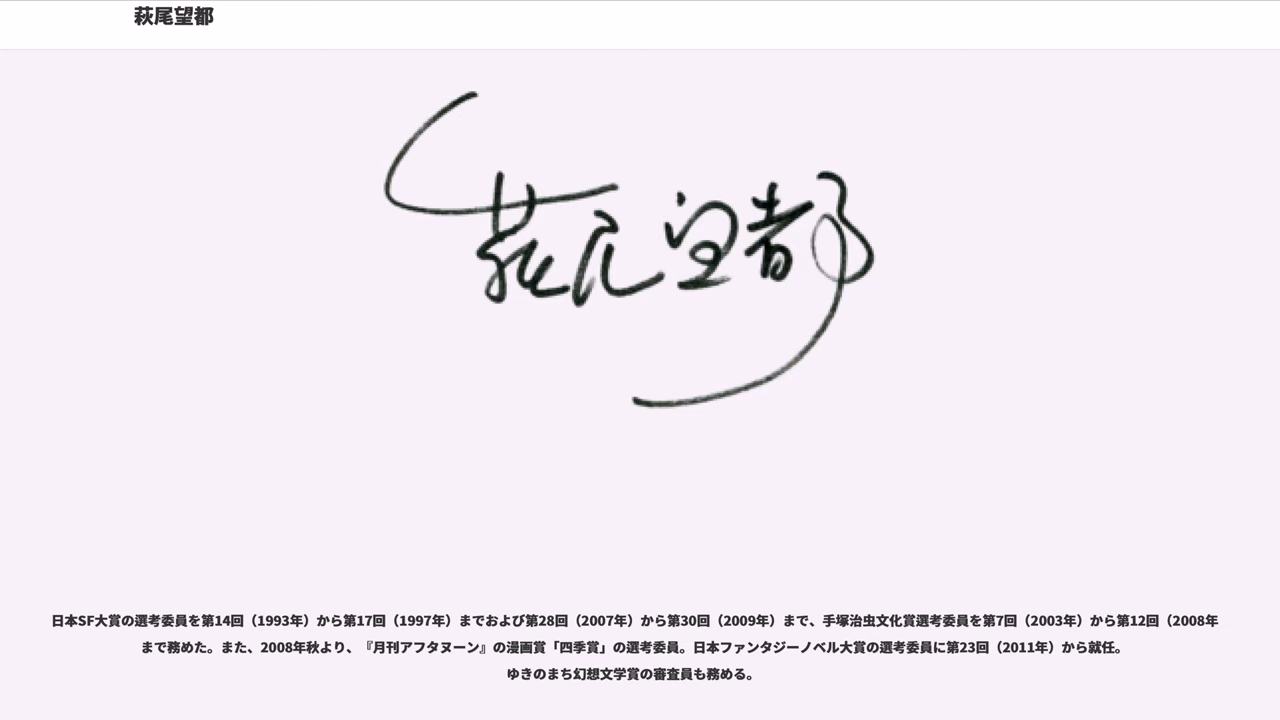 萩尾望都
萩尾望都
日本SF大賞の選考委員を第14回（1993年）から第17回（1997年）までおよび第28回（2007年）から第30回（2009年）まで、手塚治虫文化賞選考委員を第7回（2003年）から第12回（2008年
まで務めた。また、2008年秋より、『月刊アフタヌーン』の漫画賞「四季賞」の選考委員。日本ファンタジーノベル大賞の選考委員に第23回（2011年）から就任。
ゆきのまち幻想文学賞の審査員も務める。